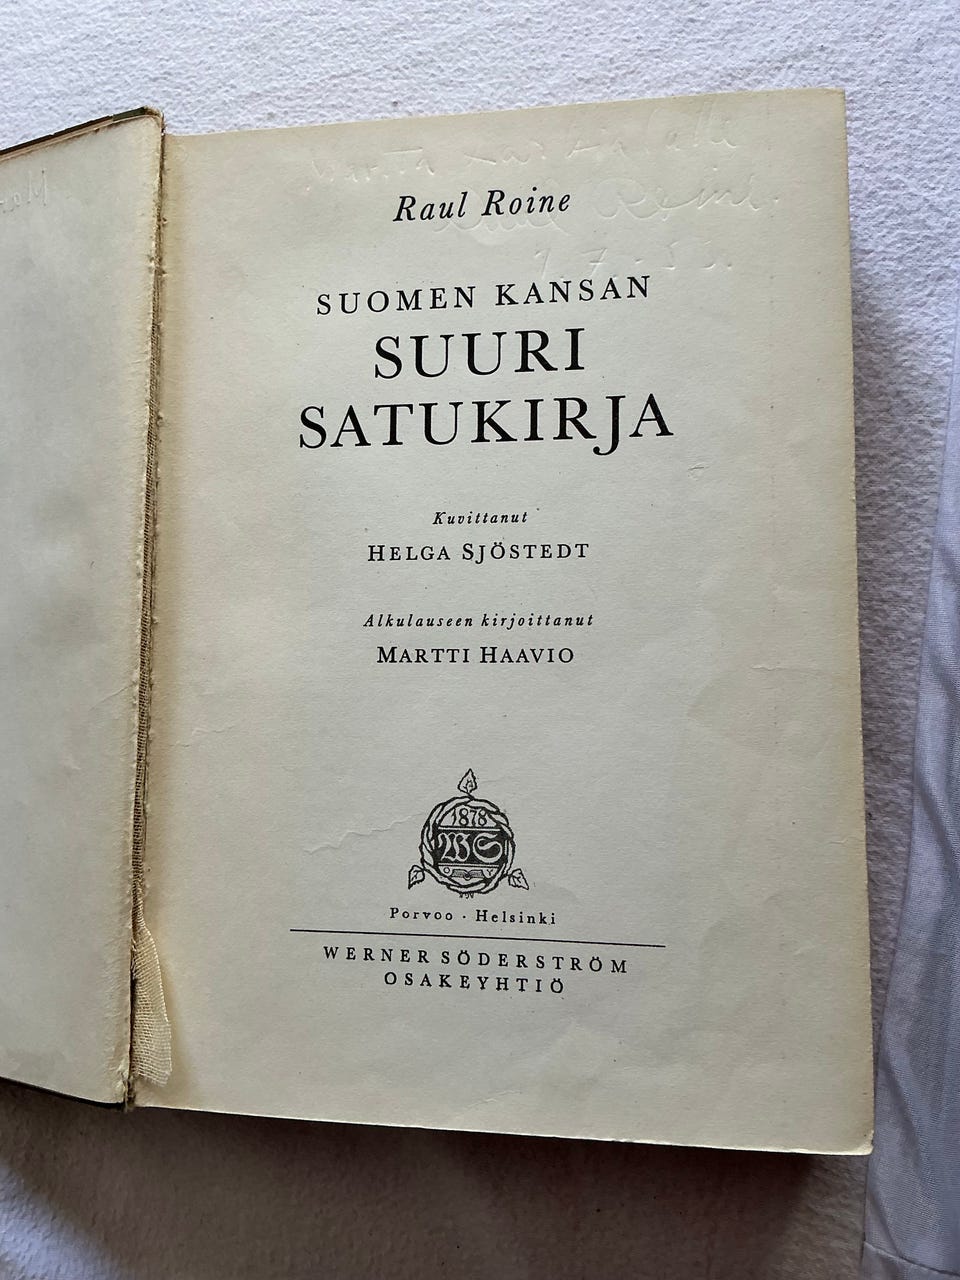 Raul Roine
SUOMEN KANSAN
SUURI
SATUKIRJA
Kuvittanut
HELGA SJÖSTEDT
Alkulauseen kirjoittanut
MARTTI HAAVIO
1878
WS
OY
Porvoo · Helsinki
WERNER SÖDERSTRÖM
OSAKEYHTIÖ